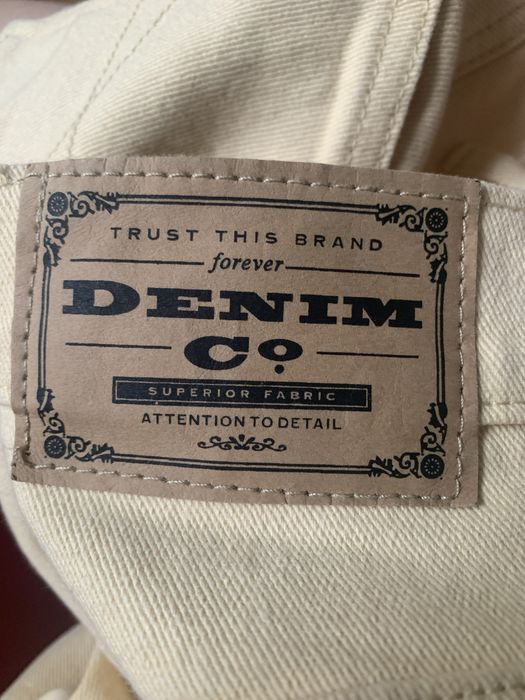 TRUST THIS BRAND
forever
DENIM
Co
SUPERIOR FABRIC
ATTENTION TO DETAIL